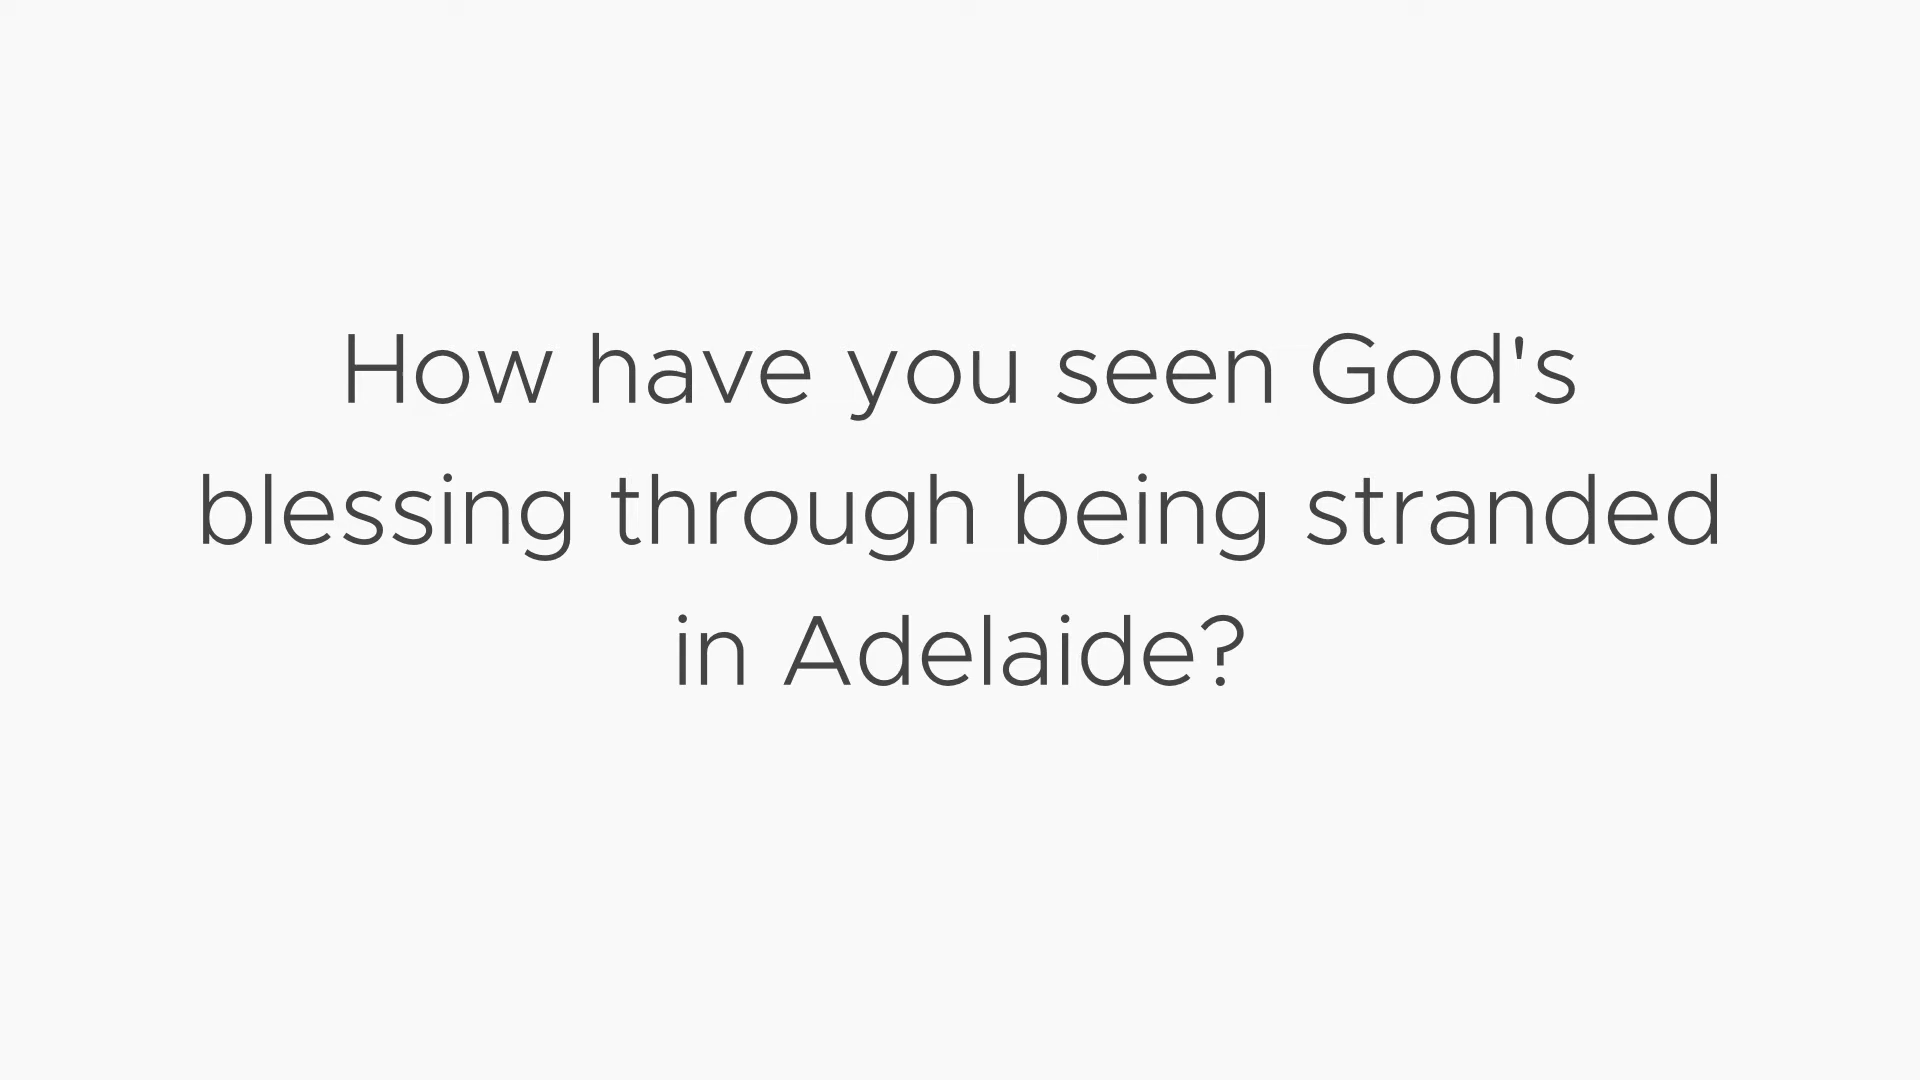 How have you seen God's
blessing through being stranded
in Adelaide?